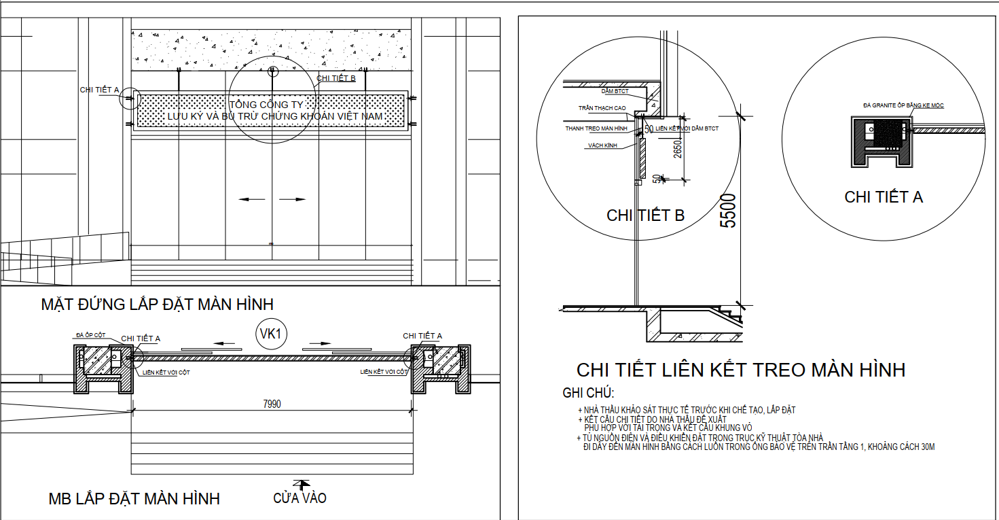 CHI TIẾT A
CHI TIẾT B
TỔNG CÔNG TY
LƯU KÝ VÀ BÙ TRỪ CHỨNG KHOÁN VIỆT NAM
MẶT ĐỨNG LẮP ĐẶT MÀN HÌNH
ĐÁ ỐP CỘT
CHI TIẾT A
VK1
CHI TIẾT A
LIÊN KẾT VỚI CỘT
LIÊN KẾT VỚI CỘT
7990
MB LẮP ĐẶT MÀN HÌNH
CỬA VÀO
DẦM BTCT
TRẦN THẠCH CAO
THANH TREO MÀN HÌNH
50
LIÊN KẾT VỚI DẦM BTCT
VÁCH KÍNH
2650
50
5500
CHI TIẾT B
ĐÁ GRANITE ỐP BẰNG KE MÓC
CHI TIẾT A
CHI TIẾT LIÊN KẾT TREO MÀN HÌNH
GHI CHÚ:
+ NHÀ THẦU KHẢO SÁT THỰC TẾ TRƯỚC KHI CHẾ TẠO, LẮP ĐẶT
+ KẾT CẤU CHI TIẾT DO NHÀ THẦU ĐỀ XUẤT
PHÙ HỢP VỚI TẢI TRỌNG VÀ KẾT CẤU KHUNG VỎ
+ TỦ NGUỒN ĐIỆN VÀ ĐIỀU KHIỂN ĐẶT TRONG TRỤC KỸ THUẬT TÒA NHÀ
ĐI DÂY ĐẾN MÀN HÌNH BẰNG CÁCH LUỒN TRONG ỐNG BẢO VỆ TRÊN TRẦN TẦNG 1, KHOẢNG CÁCH 30M